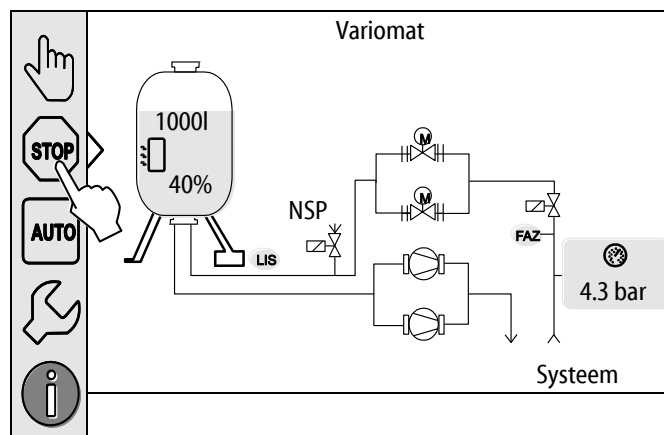 Variomat
STOP
1000l
40%
M
M
AUTO
NSP
LIS
FAZ
4.3 bar
Systeem
i